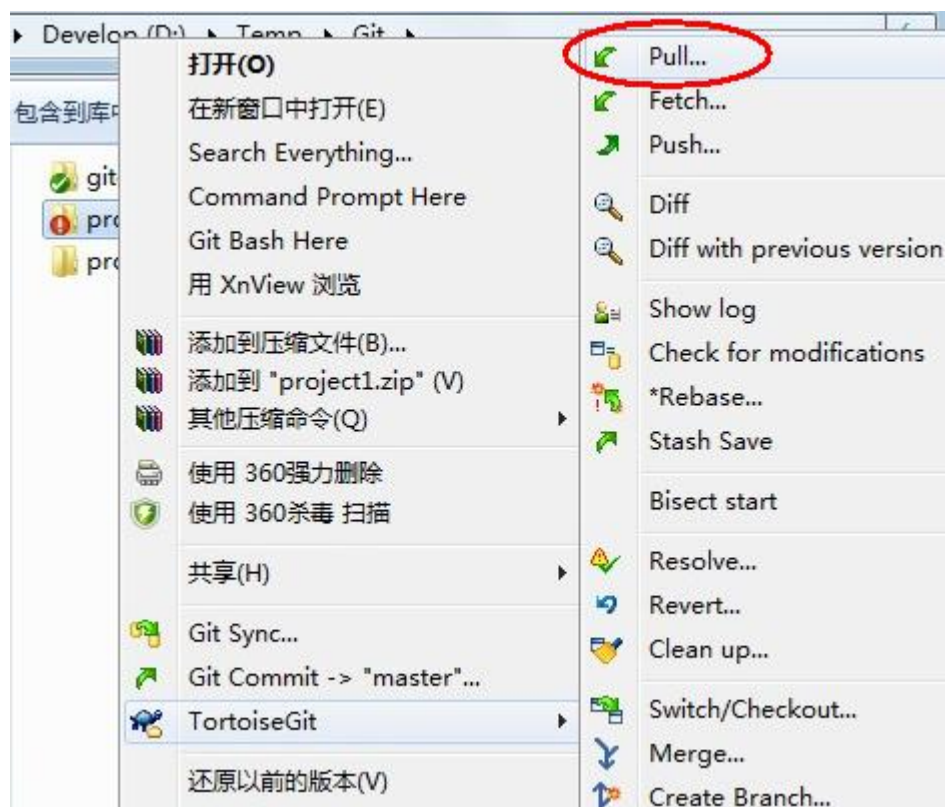 Develop (D:) ▸ Temp ▸ Git ▸
包含到库中
git
pro
pro
打开(O)
在新窗口中打开(E)
Search Everything...
Command Prompt Here
Git Bash Here
用 XnView 浏览
添加到压缩文件(B)...
添加到 "project1.zip" (V)
其他压缩命令(Q)
使用 360强力删除
使用 360杀毒 扫描
共享(H)
Git Sync...
Git Commit -> "master"...
TortoiseGit
还原以前的版本(V)
Pull...
Fetch...
Push...
Diff
Diff with previous version
Show log
Check for modifications
*Rebase...
Stash Save
Bisect start
Resolve...
Revert...
Clean up...
Switch/Checkout...
Merge...
Create Branch...